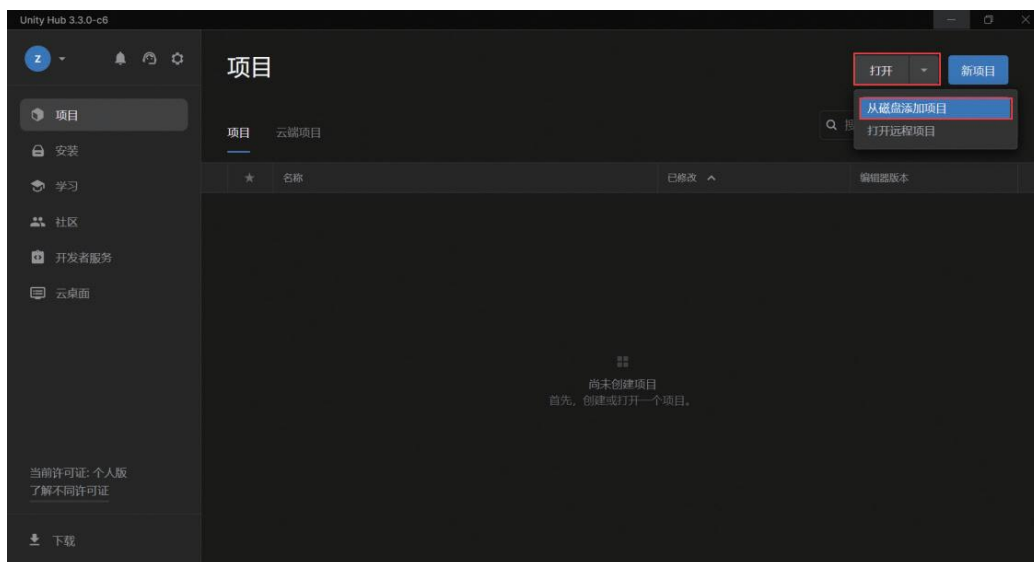 Unity Hub 3.3.0-c6
Z
项目
安装
学习
社区
开发者服务
云桌面
当前许可证: 个人版
了解不同许可证
下载
项目
打开
新项目
从磁盘添加项目
打开远程项目
项目 云端项目
名称 已修改 编辑器版本
尚未创建项目
首先，创建或打开一个项目。